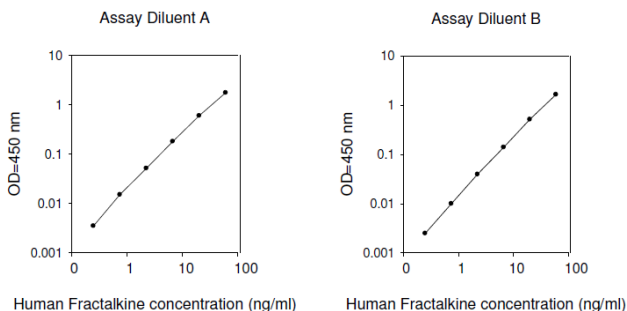 Assay Diluent A
10
1
0.1
0.01
0.001
OD=450 nm
0 1 10 100
Human Fractalkine concentration (ng/ml)
Assay Diluent B
10
1
0.1
0.01
0.001
OD=450 nm
0 1 10 100
Human Fractalkine concentration (ng/ml)